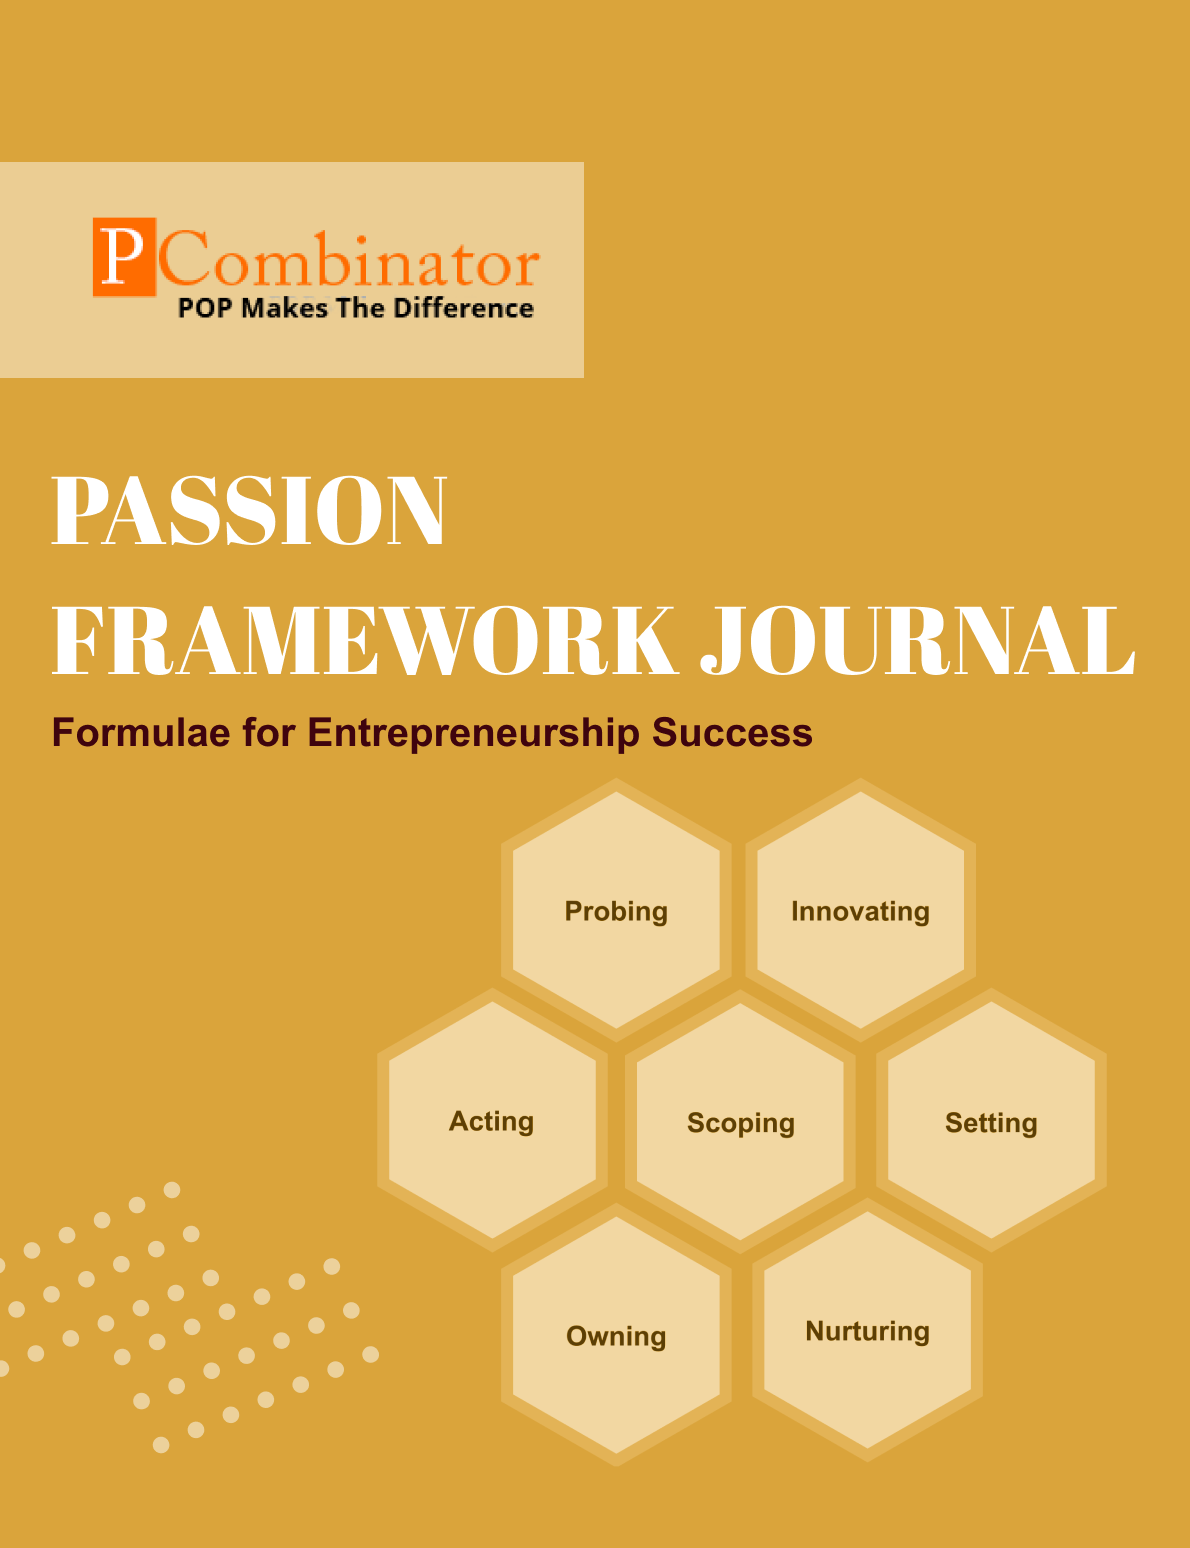 PCombinator
POP Makes The Difference
PASSION
FRAMEWORK JOURNAL
Formulae for Entrepreneurship Success
Probing
Innovating
Acting
Scoping
Setting
Owning
Nurturing